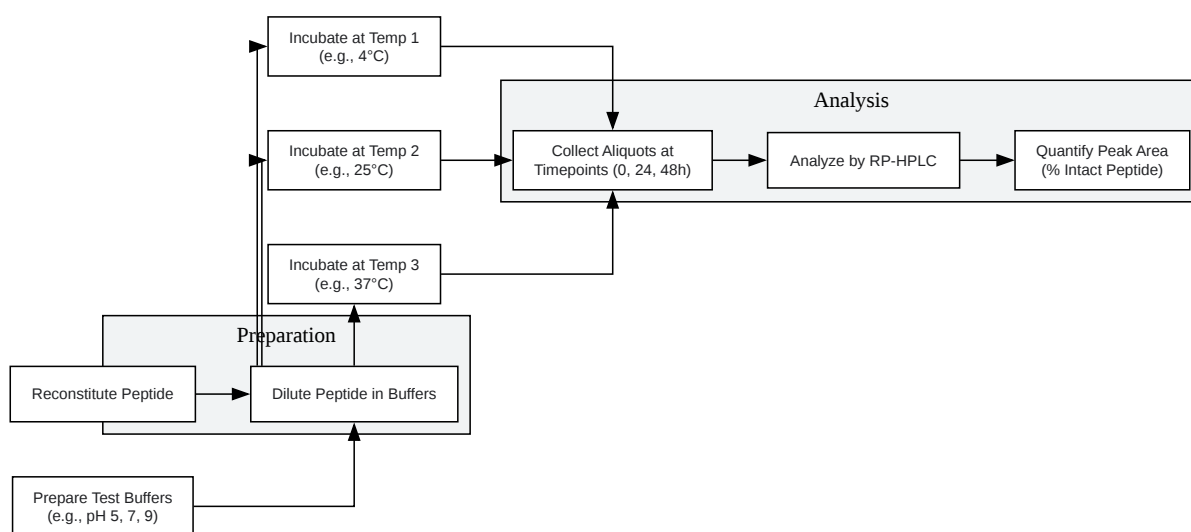 Incubate at Temp 1
(e.g., 4°C)
Analysis
Incubate at Temp 2
(e.g., 25°C)
Collect Aliquots at
Timepoints (0, 24, 48h)
Analyze by RP-HPLC
Quantify Peak Area
(% Intact Peptide)
Incubate at Temp 3
(e.g., 37°C)
Preparation
Reconstitute Peptide
Dilute Peptide in Buffers
Prepare Test Buffers
(e.g., pH 5, 7, 9)